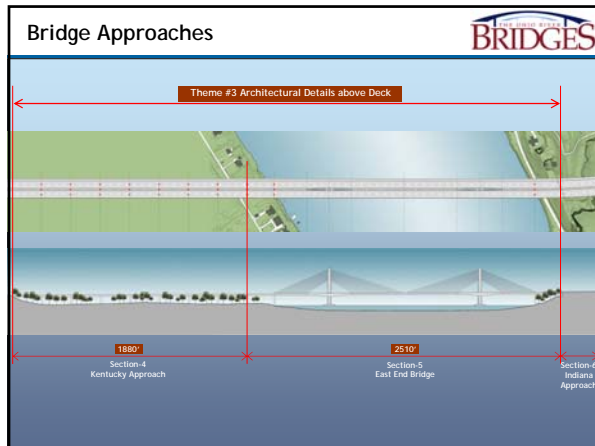 Bridge Approaches
THE OHIO RIVER
BRIDGES
Theme #3 Architectural Details above Deck
1880'
2510'
Section-4
Kentucky Approach
Section-5
East End Bridge
Section-6
Indiana
Approach